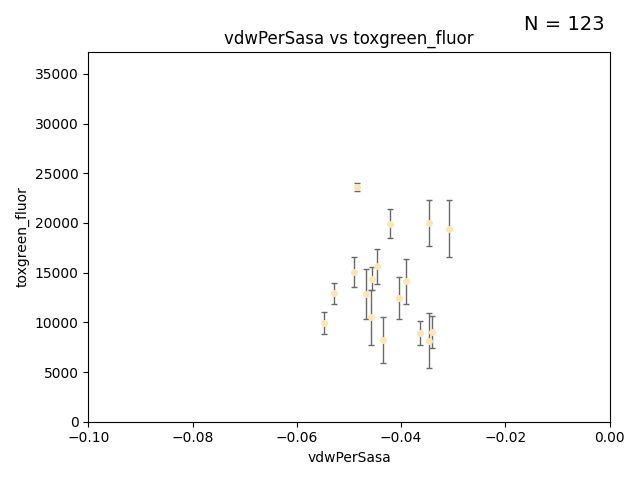 N = 123
vdwPerSasa vs toxgreen_fluor
35000
30000
25000
20000
15000
10000
5000
0
toxgreen_fluor
−0.10 −0.08 −0.06 −0.04 −0.02 0.00
vdwPerSasa